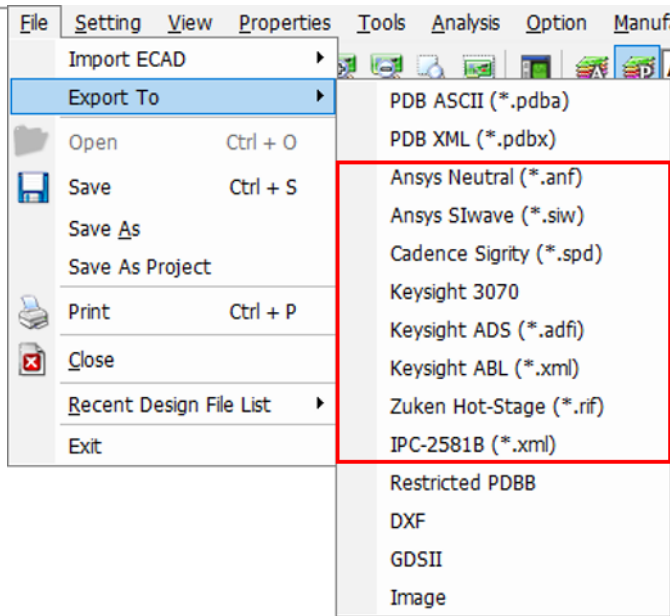 File Setting View Properties Tools Analysis Option Manuf
Import ECAD
Export To
Open Ctrl + O
Save Ctrl + S
Save As
Save As Project
Print Ctrl + P
Close
Recent Design File List
Exit
PDB ASCII (*.pdba)
PDB XML (*.pdbx)
Ansys Neutral (*.anf)
Ansys SIwave (*.siw)
Cadence Sigrity (*.spd)
Keysight 3070
Keysight ADS (*.adfi)
Keysight ABL (*.xml)
Zuken Hot-Stage (*.rif)
IPC-2581B (*.xml)
Restricted PDBB
DXF
GDSII
Image